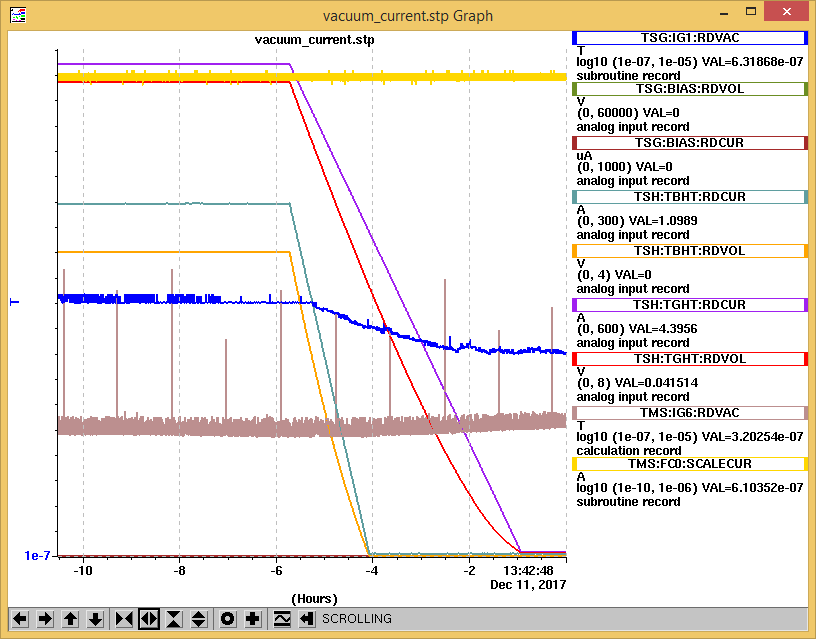 vacuum_current.stp Graph
vacuum_current.stp
T
1e-7
-10
-8
-6
-4
-2
13:42:48
Dec 11, 2017
(Hours)
TSG:IG1:RDVAC
T
log10 (1e-07, 1e-05) VAL=6.31868e-07
subroutine record
TSG:BIAS:RDVOL
V
(0, 60000) VAL=0
analog input record
TSG:BIAS:RDCUR
uA
(0, 1000) VAL=0
analog input record
TSH:TBHT:RDCUR
A
(0, 300) VAL=1.0989
analog input record
TSH:TBHT:RDVOL
V
(0, 4) VAL=0
analog input record
TSH:TGHT:RDCUR
A
(0, 600) VAL=4.3956
analog input record
TSH:TGHT:RDVOL
V
(0, 8) VAL=0.041514
analog input record
TMS:IG6:RDVAC
T
log10 (1e-07, 1e-05) VAL=3.20254e-07
calculation record
TMS:FC0:SCALECUR
A
log10 (1e-10, 1e-06) VAL=6.10352e-07
subroutine record
SCROLLING